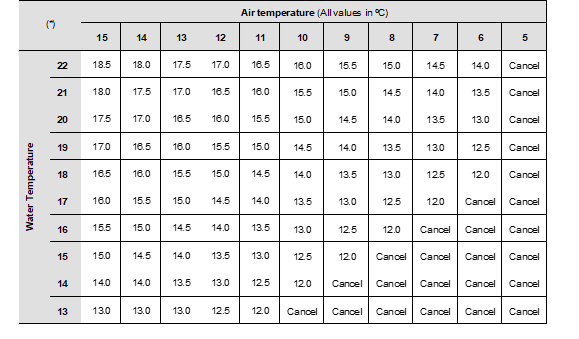 Air temperature (All values in ºC)
(*)
15 14 13 12 11 10 9 8 7 6 5
Water Temperature
22 18.5 18.0 17.5 17.0 16.5 16.0 15.5 15.0 14.5 14.0 Cancel
21 18.0 17.5 17.0 16.5 16.0 15.5 15.0 14.5 14.0 13.5 Cancel
20 17.5 17.0 16.5 16.0 15.5 15.0 14.5 14.0 13.5 13.0 Cancel
19 17.0 16.5 16.0 15.5 15.0 14.5 14.0 13.5 13.0 12.5 Cancel
18 16.5 16.0 15.5 15.0 14.5 14.0 13.5 13.0 12.5 12.0 Cancel
17 16.0 15.5 15.0 14.5 14.0 13.5 13.0 12.5 12.0 Cancel Cancel
16 15.5 15.0 14.5 14.0 13.5 13.0 12.5 12.0 Cancel Cancel Cancel
15 15.0 14.5 14.0 13.5 13.0 12.5 12.0 Cancel Cancel Cancel Cancel
14 14.0 14.0 13.5 13.0 12.5 12.0 Cancel Cancel Cancel Cancel Cancel
13 13.0 13.0 13.0 12.5 12.0 Cancel Cancel Cancel Cancel Cancel Cancel